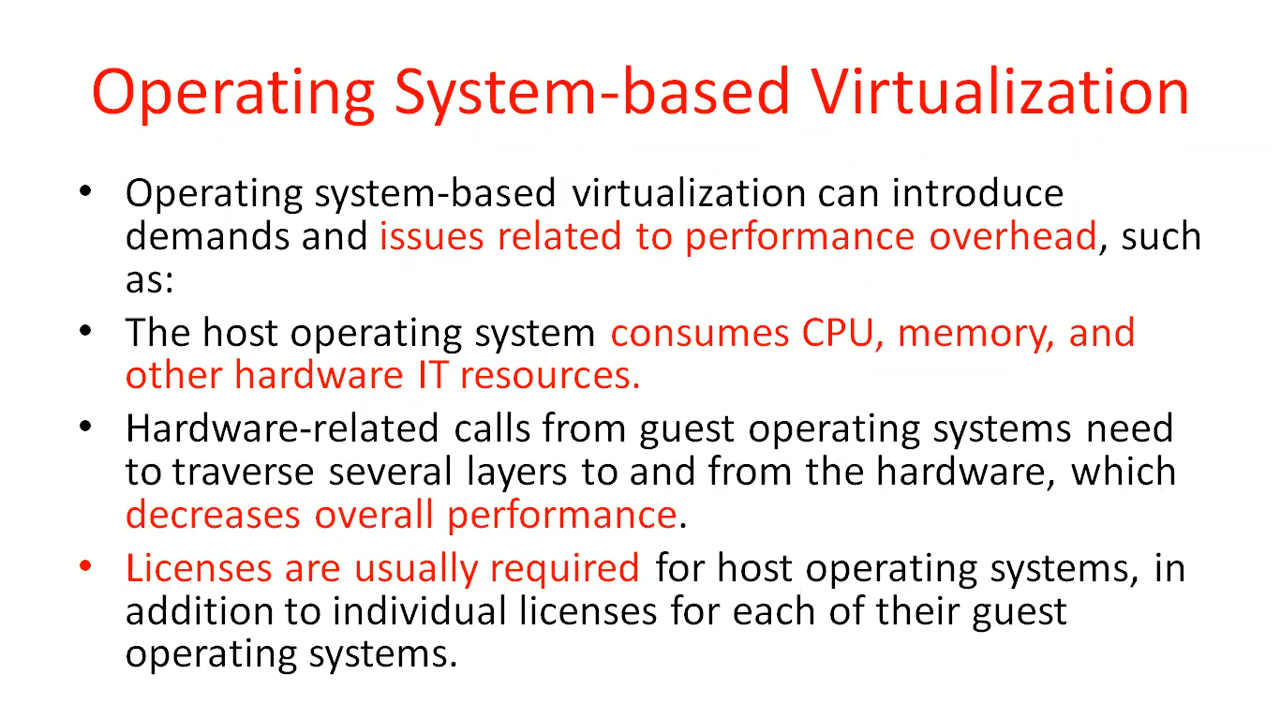 Operating System-based Virtualization
• Operating system-based virtualization can introduce
demands and issues related to performance overhead, such
as:
• The host operating system consumes CPU, memory, and
other hardware IT resources.
• Hardware-related calls from guest operating systems need
to traverse several layers to and from the hardware, which
decreases overall performance.
• Licenses are usually required for host operating systems, in
addition to individual licenses for each of their guest
operating systems.